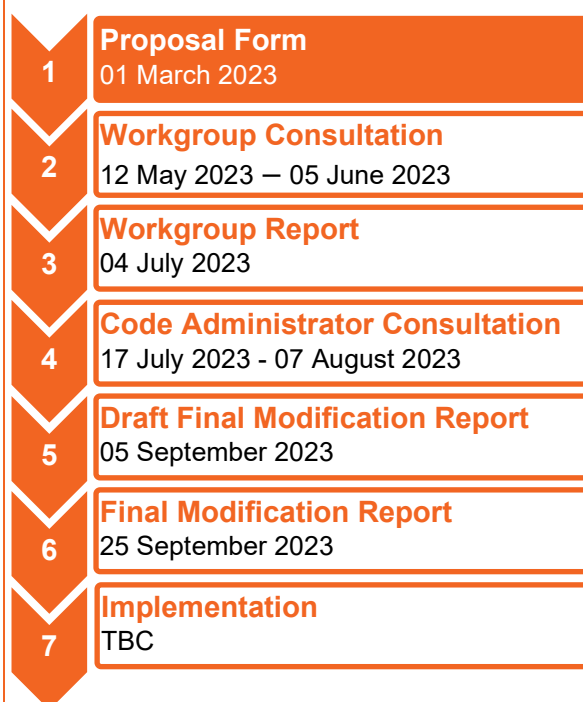 1
Proposal Form
01 March 2023
2
Workgroup Consultation
12 May 2023 – 05 June 2023
3
Workgroup Report
04 July 2023
4
Code Administrator Consultation
17 July 2023 - 07 August 2023
5
Draft Final Modification Report
05 September 2023
6
Final Modification Report
25 September 2023
7
Implementation
TBC